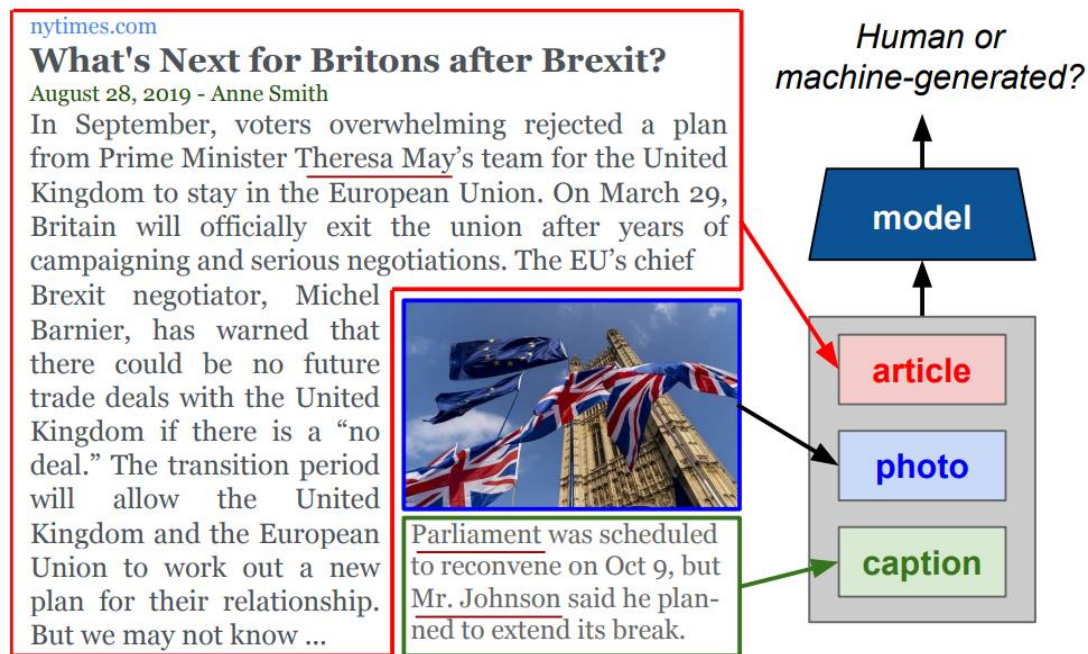 nytimes.com
What's Next for Britons after Brexit?
August 28, 2019 - Anne Smith
In September, voters overwhelming rejected a plan
from Prime Minister Theresa May's team for the United
Kingdom to stay in the European Union. On March 29,
Britain will officially exit the union after years of
campaigning and serious negotiations. The EU's chief
Brexit negotiator, Michel
Barnier, has warned that
there could be no future
trade deals with the United
Kingdom if there is a “no
deal.” The transition period
will allow the United
Kingdom and the European
Union to work out a new
plan for their relationship.
But we may not know ...
Parliament was scheduled
to reconvene on Oct 9, but
Mr. Johnson said he plan-
ned to extend its break.
Human or
machine-generated?
model
article
photo
caption